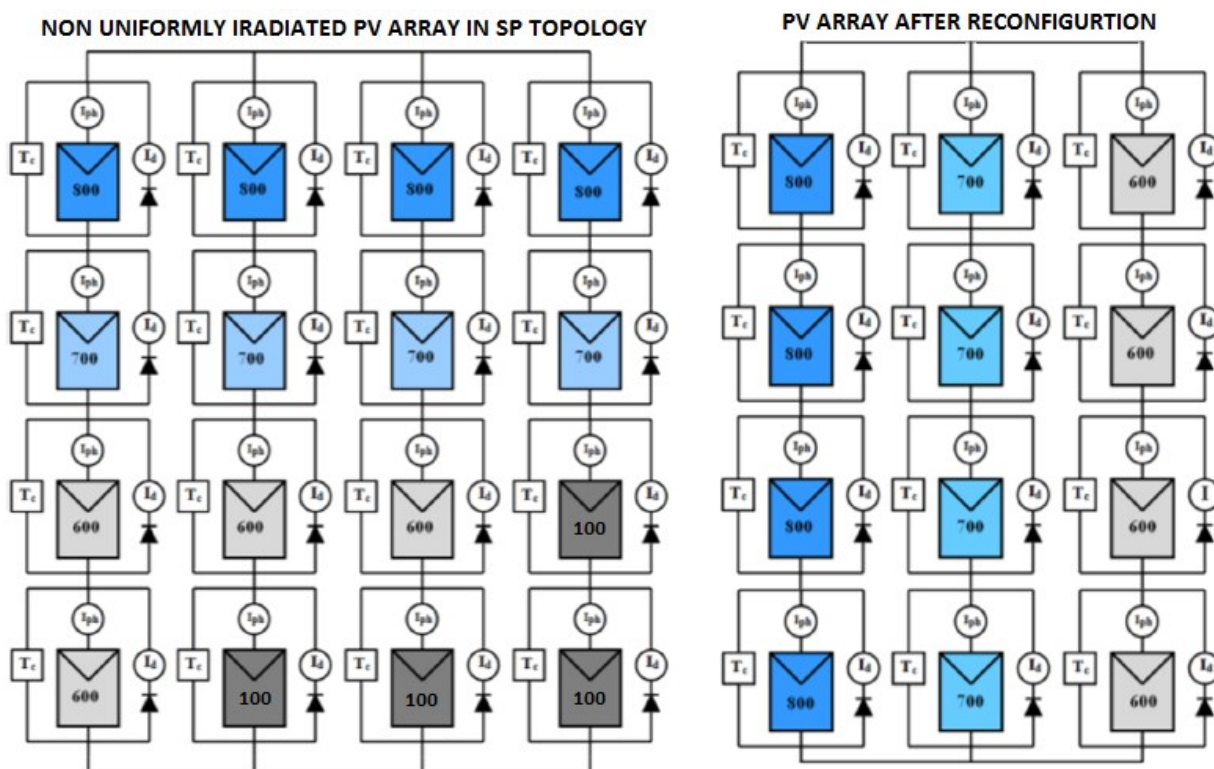 NON UNIFORMLY IRADIATED PV ARRAY IN SP TOPOLOGY
PV ARRAY AFTER RECONFIGURTION
Iph Iph Iph Iph Iph Iph Iph
Tc 800 Id Tc 800 Id Tc 800 Id Tc 800 Id Tc 800 Id Tc 700 Id Tc 600 Id
Iph Iph Iph Iph Iph Iph Iph
Tc 700 Id Tc 700 Id Tc 700 Id Tc 700 Id Tc 800 Id Tc 700 Id Tc 600 Id
Iph Iph Iph Iph Iph Iph Iph
Tc 600 Id Tc 600 Id Tc 600 Id Tc 100 Id Tc 800 Id Tc 700 Id Tc 600 I
Iph Iph Iph Iph Iph Iph Iph
Tc 600 Id Tc 100 Id Tc 100 Id Tc 100 Id Tc 800 Id Tc 700 Id Tc 600 Id